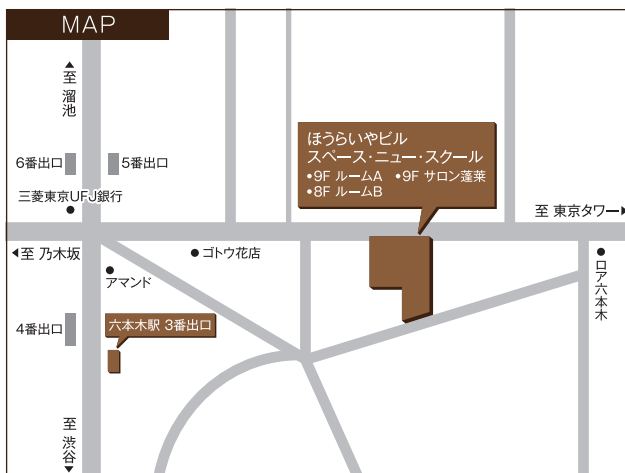 MAP
至 溜池
6番出口
5番出口
三菱東京UFJ銀行
ほうらいやビル
スペース・ニュー・スクール
•9F ルームA •9F サロン蓬莱
•8F ルームB
至 東京タワー
至 乃木坂
ゴトウ花店
アマンド
ロア六本木
4番出口
六本木駅 3番出口
至 渋谷